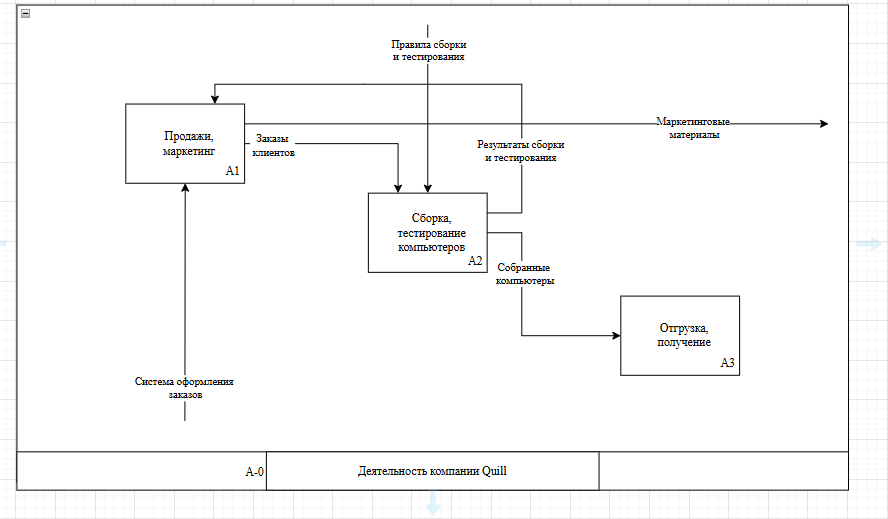 Правила сборки
и тестирования
Продажи,
маркетинг
A1
Заказы
клиентов
Маркетинговые
материалы
Результаты сборки
и тестирования
Сборка,
тестирование
компьютеров
A2
Собранные
компьютеры
Отгрузка,
получение
A3
Система оформления
заказов
A-0
Деятельность компании Quill